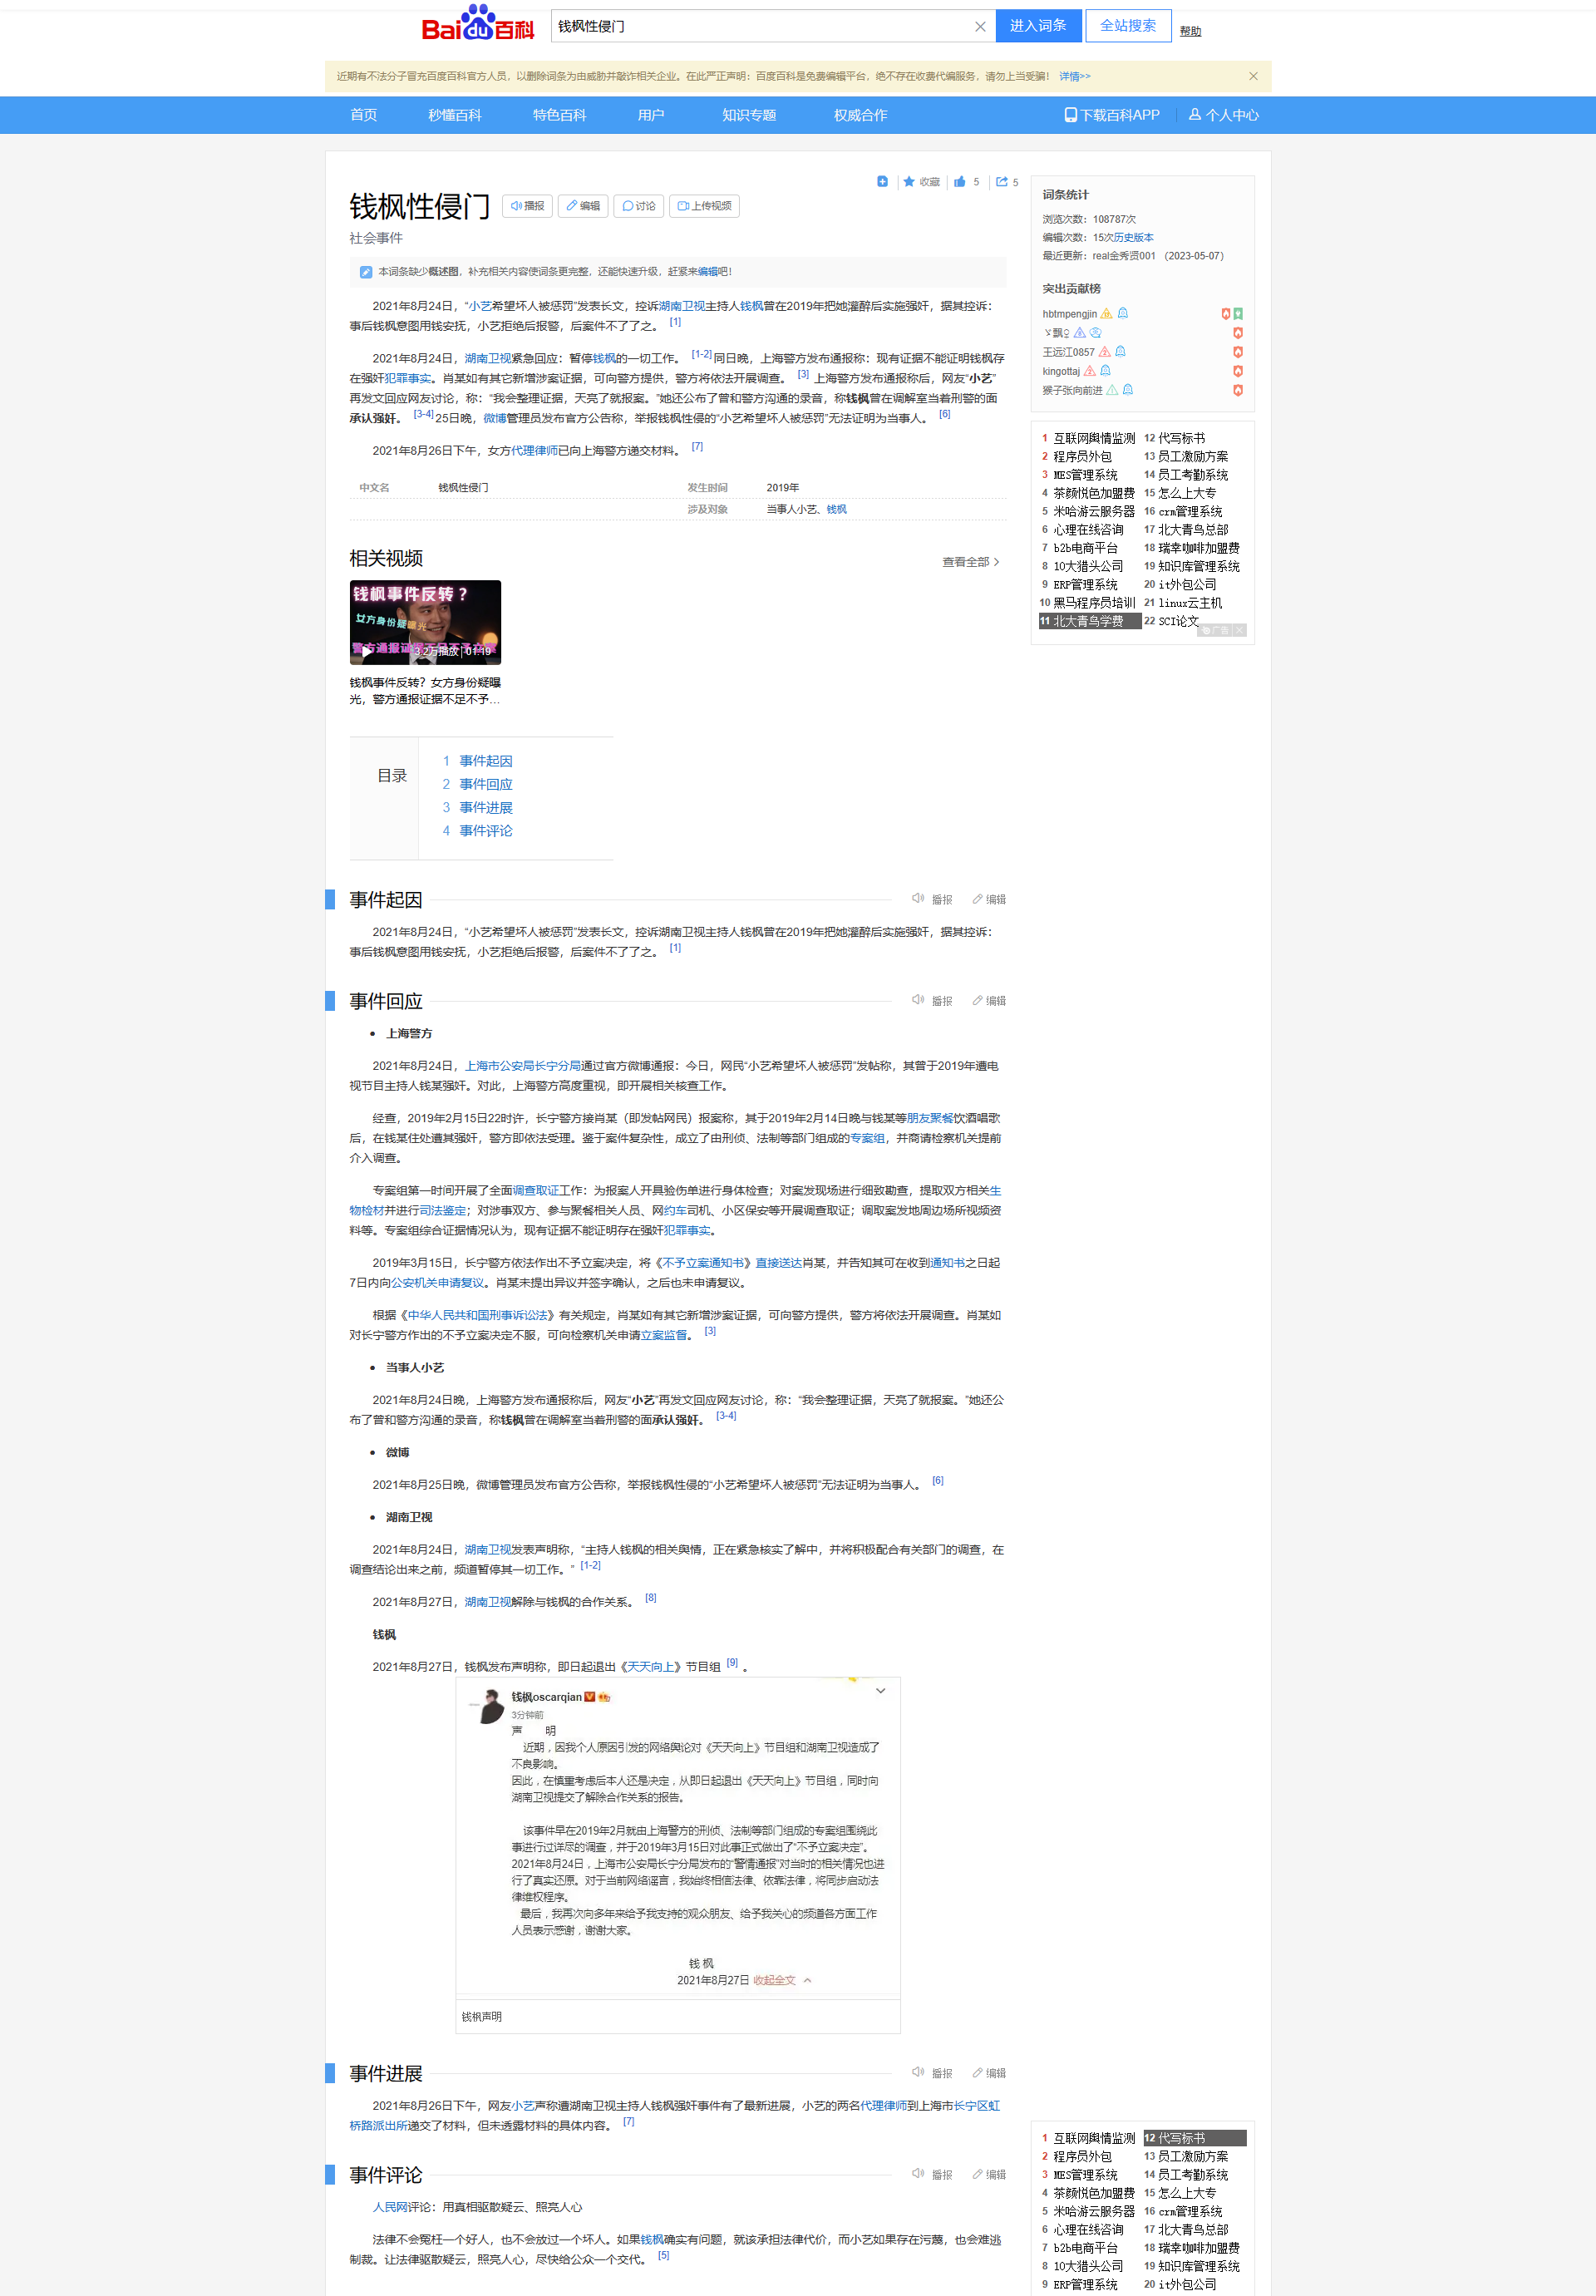 Baidu百科
钱枫性侵门
进入词条
全站搜索
帮助
近期有不法分子冒充百度百科官方人员，以删除词条为由威胁并敲诈相关企业。在此严正声明：百度百科是免费编辑平台，绝不存在收费代编服务，请勿上当受骗！ 详情>>
首页 秒懂百科 特色百科 用户 知识专题 权威合作 下载百科APP 个人中心
收藏 5 5
钱枫性侵门 播报 编辑 讨论 上传视频
社会事件
本词条缺少概述图，补充相关内容使词条更完整，还能快速升级，赶紧来编辑吧！
2021年8月24日，“小艺希望坏人被惩罚”发表长文，控诉湖南卫视主持人钱枫曾在2019年把她灌醉后实施强奸，据其控诉：
事后钱枫意图用钱安抚，小艺拒绝后报警，后案件不了了之。 [1]
2021年8月24日，湖南卫视紧急回应：暂停钱枫的一切工作。 [1-2] 同日晚，上海警方发布通报称：现有证据不能证明钱枫存
在强奸犯罪事实。肖某如有其它新增涉案证据，可向警方提供，警方将依法开展调查。 [3] 上海警方发布通报称后，网友“小艺”
再发文回应网友讨论，称：“我会整理证据，天亮了就报案。”她还公布了曾和警方沟通的录音，称钱枫曾在调解室当着刑警的面
承认强奸。 [3-4] 25日晚，微博管理员发布官方公告称，举报钱枫性侵的“小艺希望坏人被惩罚”无法证明为当事人。 [6]
2021年8月26日下午，女方代理律师已向上海警方递交材料。 [7]
中文名 钱枫性侵门 发生时间 2019年
涉及对象 当事人小艺、钱枫
相关视频 查看全部
钱枫事件反转？
女方身份疑曝光
警方通报证据不足不予立案
3.2万播放 | 01:19
钱枫事件反转？女方身份疑曝
光，警方通报证据不足不予…
目录
1 事件起因
2 事件回应
3 事件进展
4 事件评论
事件起因 播报 编辑
2021年8月24日，“小艺希望坏人被惩罚”发表长文，控诉湖南卫视主持人钱枫曾在2019年把她灌醉后实施强奸，据其控诉：
事后钱枫意图用钱安抚，小艺拒绝后报警，后案件不了了之。 [1]
事件回应 播报 编辑
• 上海警方
2021年8月24日，上海市公安局长宁分局通过官方微博通报：今日，网民“小艺希望坏人被惩罚”发帖称，其曾于2019年遭电
视节目主持人钱某强奸。对此，上海警方高度重视，即开展相关核查工作。
经查，2019年2月15日22时许，长宁警方接肖某（即发帖网民）报案称，其于2019年2月14日晚与钱某等朋友聚餐饮酒唱歌
后，在钱某住处遭其强奸，警方即依法受理。鉴于案件复杂性，成立了由刑侦、法制等部门组成的专案组，并商请检察机关提前
介入调查。
专案组第一时间开展了全面调查取证工作：为报案人开具验伤单进行身体检查；对案发现场进行细致勘查，提取双方相关生
物检材并进行司法鉴定；对涉事双方、参与聚餐相关人员、网约车司机、小区保安等开展调查取证；调取案发地周边场所视频资
料等。专案组综合证据情况认为，现有证据不能证明存在强奸犯罪事实。
2019年3月15日，长宁警方依法作出不予立案决定，将《不予立案通知书》直接送达肖某，并告知其可在收到通知书之日起
7日内向公安机关申请复议。肖某未提出异议并签字确认，之后也未申请复议。
根据《中华人民共和国刑事诉讼法》有关规定，肖某如有其它新增涉案证据，可向警方提供，警方将依法开展调查。肖某如
对长宁警方作出的不予立案决定不服，可向检察机关申请立案监督。 [3]
• 当事人小艺
2021年8月24日晚，上海警方发布通报称后，网友“小艺”再发文回应网友讨论，称：“我会整理证据，天亮了就报案。”她还公
布了曾和警方沟通的录音，称钱枫曾在调解室当着刑警的面承认强奸。 [3-4]
• 微博
2021年8月25日晚，微博管理员发布官方公告称，举报钱枫性侵的“小艺希望坏人被惩罚”无法证明为当事人。 [6]
• 湖南卫视
2021年8月24日，湖南卫视发表声明称，“主持人钱枫的相关舆情，正在紧急核实了解中，并将积极配合有关部门的调查，在
调查结论出来之前，频道暂停其一切工作。” [1-2]
2021年8月27日，湖南卫视解除与钱枫的合作关系。 [8]
钱枫
2021年8月27日，钱枫发布声明称，即日起退出《天天向上》节目组 [9] 。
钱枫oscarqian
3分钟前
声 明
近期，因我个人原因引发的网络舆论对《天天向上》节目组和湖南卫视造成了
不良影响。
因此，在慎重考虑后本人还是决定，从即日起退出《天天向上》节目组，同时向
湖南卫视提交了解除合作关系的报告。
该事件早在2019年2月就由上海警方的刑侦、法制等部门组成的专案组围绕此
事进行过详尽的调查，并于2019年3月15日对此事正式做出了“不予立案决定”。
2021年8月24日，上海市公安局长宁分局发布的“警情通报”对当时的相关情况也进
行了真实还原。对于当前网络谣言，我始终相信法律、依靠法律，将同步启动法
律维权程序。
最后，我再次向多年来给予我支持的观众朋友、给予我关心的频道各方面工作
人员表示感谢，谢谢大家。
钱 枫
2021年8月27日 收起全文
钱枫声明
事件进展 播报 编辑
2021年8月26日下午，网友小艺声称遭湖南卫视主持人钱枫强奸事件有了最新进展，小艺的两名代理律师到上海市长宁区虹
桥路派出所递交了材料，但未透露材料的具体内容。 [7]
事件评论 播报 编辑
人民网评论：用真相驱散疑云、照亮人心
法律不会冤枉一个好人，也不会放过一个坏人。如果钱枫确实有问题，就该承担法律代价，而小艺如果存在污蔑，也会难逃
制裁。让法律驱散疑云，照亮人心，尽快给公众一个交代。 [5]
词条统计
浏览次数：108787次
编辑次数：15次历史版本
最近更新：real金秀贤001 （2023-05-07）
突出贡献榜
hbtmpengjin
ゞ飘♀
王远江0857
kingottaj
猴子张向前进
1 互联网舆情监测 12 代写标书
2 程序员外包 13 员工激励方案
3 MES管理系统 14 员工考勤系统
4 茶颜悦色加盟费 15 怎么上大专
5 米哈游云服务器 16 crm管理系统
6 心理在线咨询 17 北大青鸟总部
7 b2b电商平台 18 瑞幸咖啡加盟费
8 10大猎头公司 19 知识库管理系统
9 ERP管理系统 20 it外包公司
10 黑马程序员培训 21 linux云主机
11 北大青鸟学费 22 SCI论文
广告
1 互联网舆情监测 12 代写标书
2 程序员外包 13 员工激励方案
3 MES管理系统 14 员工考勤系统
4 茶颜悦色加盟费 15 怎么上大专
5 米哈游云服务器 16 crm管理系统
6 心理在线咨询 17 北大青鸟总部
7 b2b电商平台 18 瑞幸咖啡加盟费
8 10大猎头公司 19 知识库管理系统
9 ERP管理系统 20 it外包公司